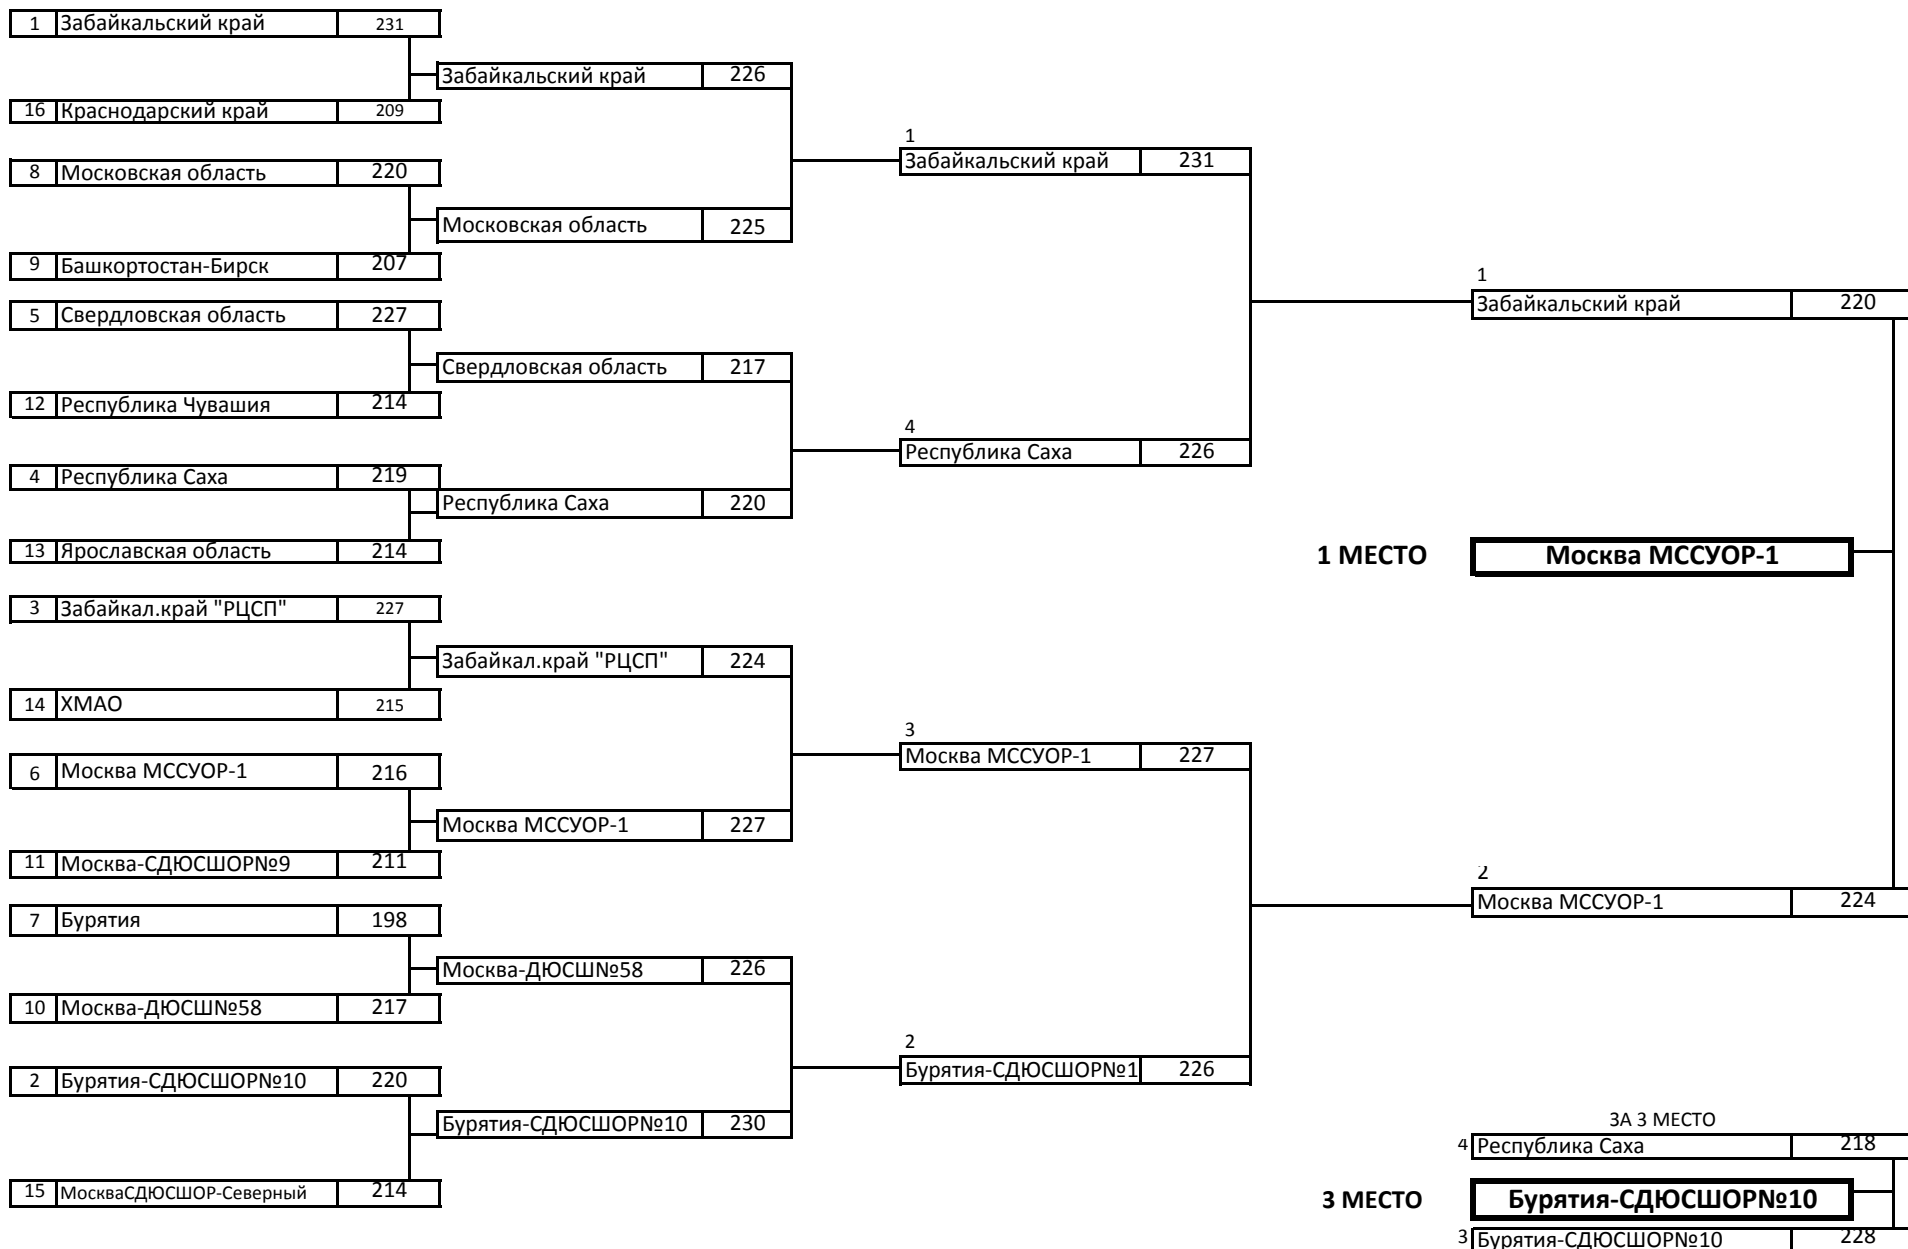 1 Забайкальский край 231
Забайкальский край 226
16 Краснодарский край 209
1
Забайкальский край 231
8 Московская область 220
Московская область 225
9 Башкортостан-Бирск 207
1
Забайкальский край 220
5 Свердловская область 227
Свердловская область 217
12 Республика Чувашия 214
4
Республика Саха 226
4 Республика Саха 219
Республика Саха 220
13 Ярославская область 214
1 МЕСТО Москва МССУОР-1
3 Забайкал.край "РЦСП" 227
Забайкал.край "РЦСП" 224
14 ХМАО 215
3
Москва МССУОР-1 227
6 Москва МССУОР-1 216
Москва МССУОР-1 227
11 Москва-СДЮСШОР№9 211
2
Москва МССУОР-1 224
7 Бурятия 198
Москва-ДЮСШ№58 226
10 Москва-ДЮСШ№58 217
2
Бурятия-СДЮСШОР№1 226
2 Бурятия-СДЮСШОР№10 220
Бурятия-СДЮСШОР№10 230
ЗА 3 МЕСТО
4 Республика Саха 218
15 МоскваСДЮСШОР-Северный 214
3 МЕСТО Бурятия-СДЮСШОР№10
3 Бурятия-СДЮСШОР№10 228